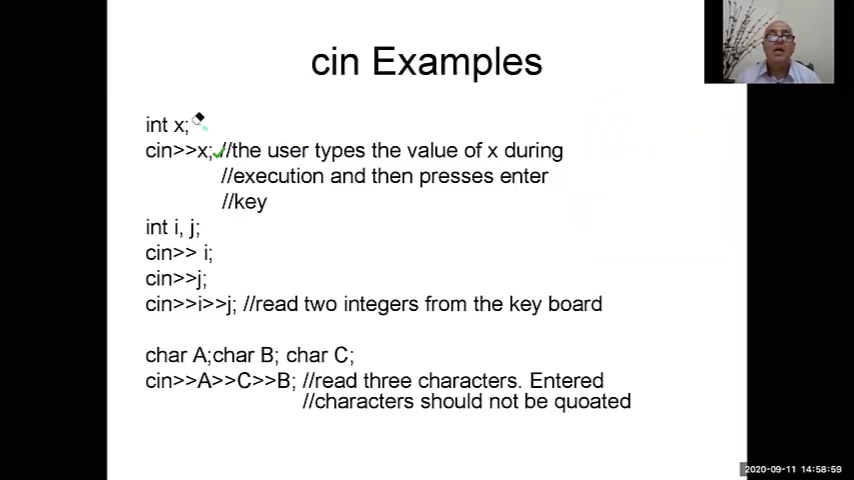 cin Examples
int x;
cin>>x; //the user types the value of x during
//execution and then presses enter
//key
int i, j;
cin>> i;
cin>>j;
cin>>i>>j; //read two integers from the key board
char A;char B; char C;
cin>>A>>C>>B; //read three characters. Entered
//characters should not be quoated
2020-09-11 14:58:59